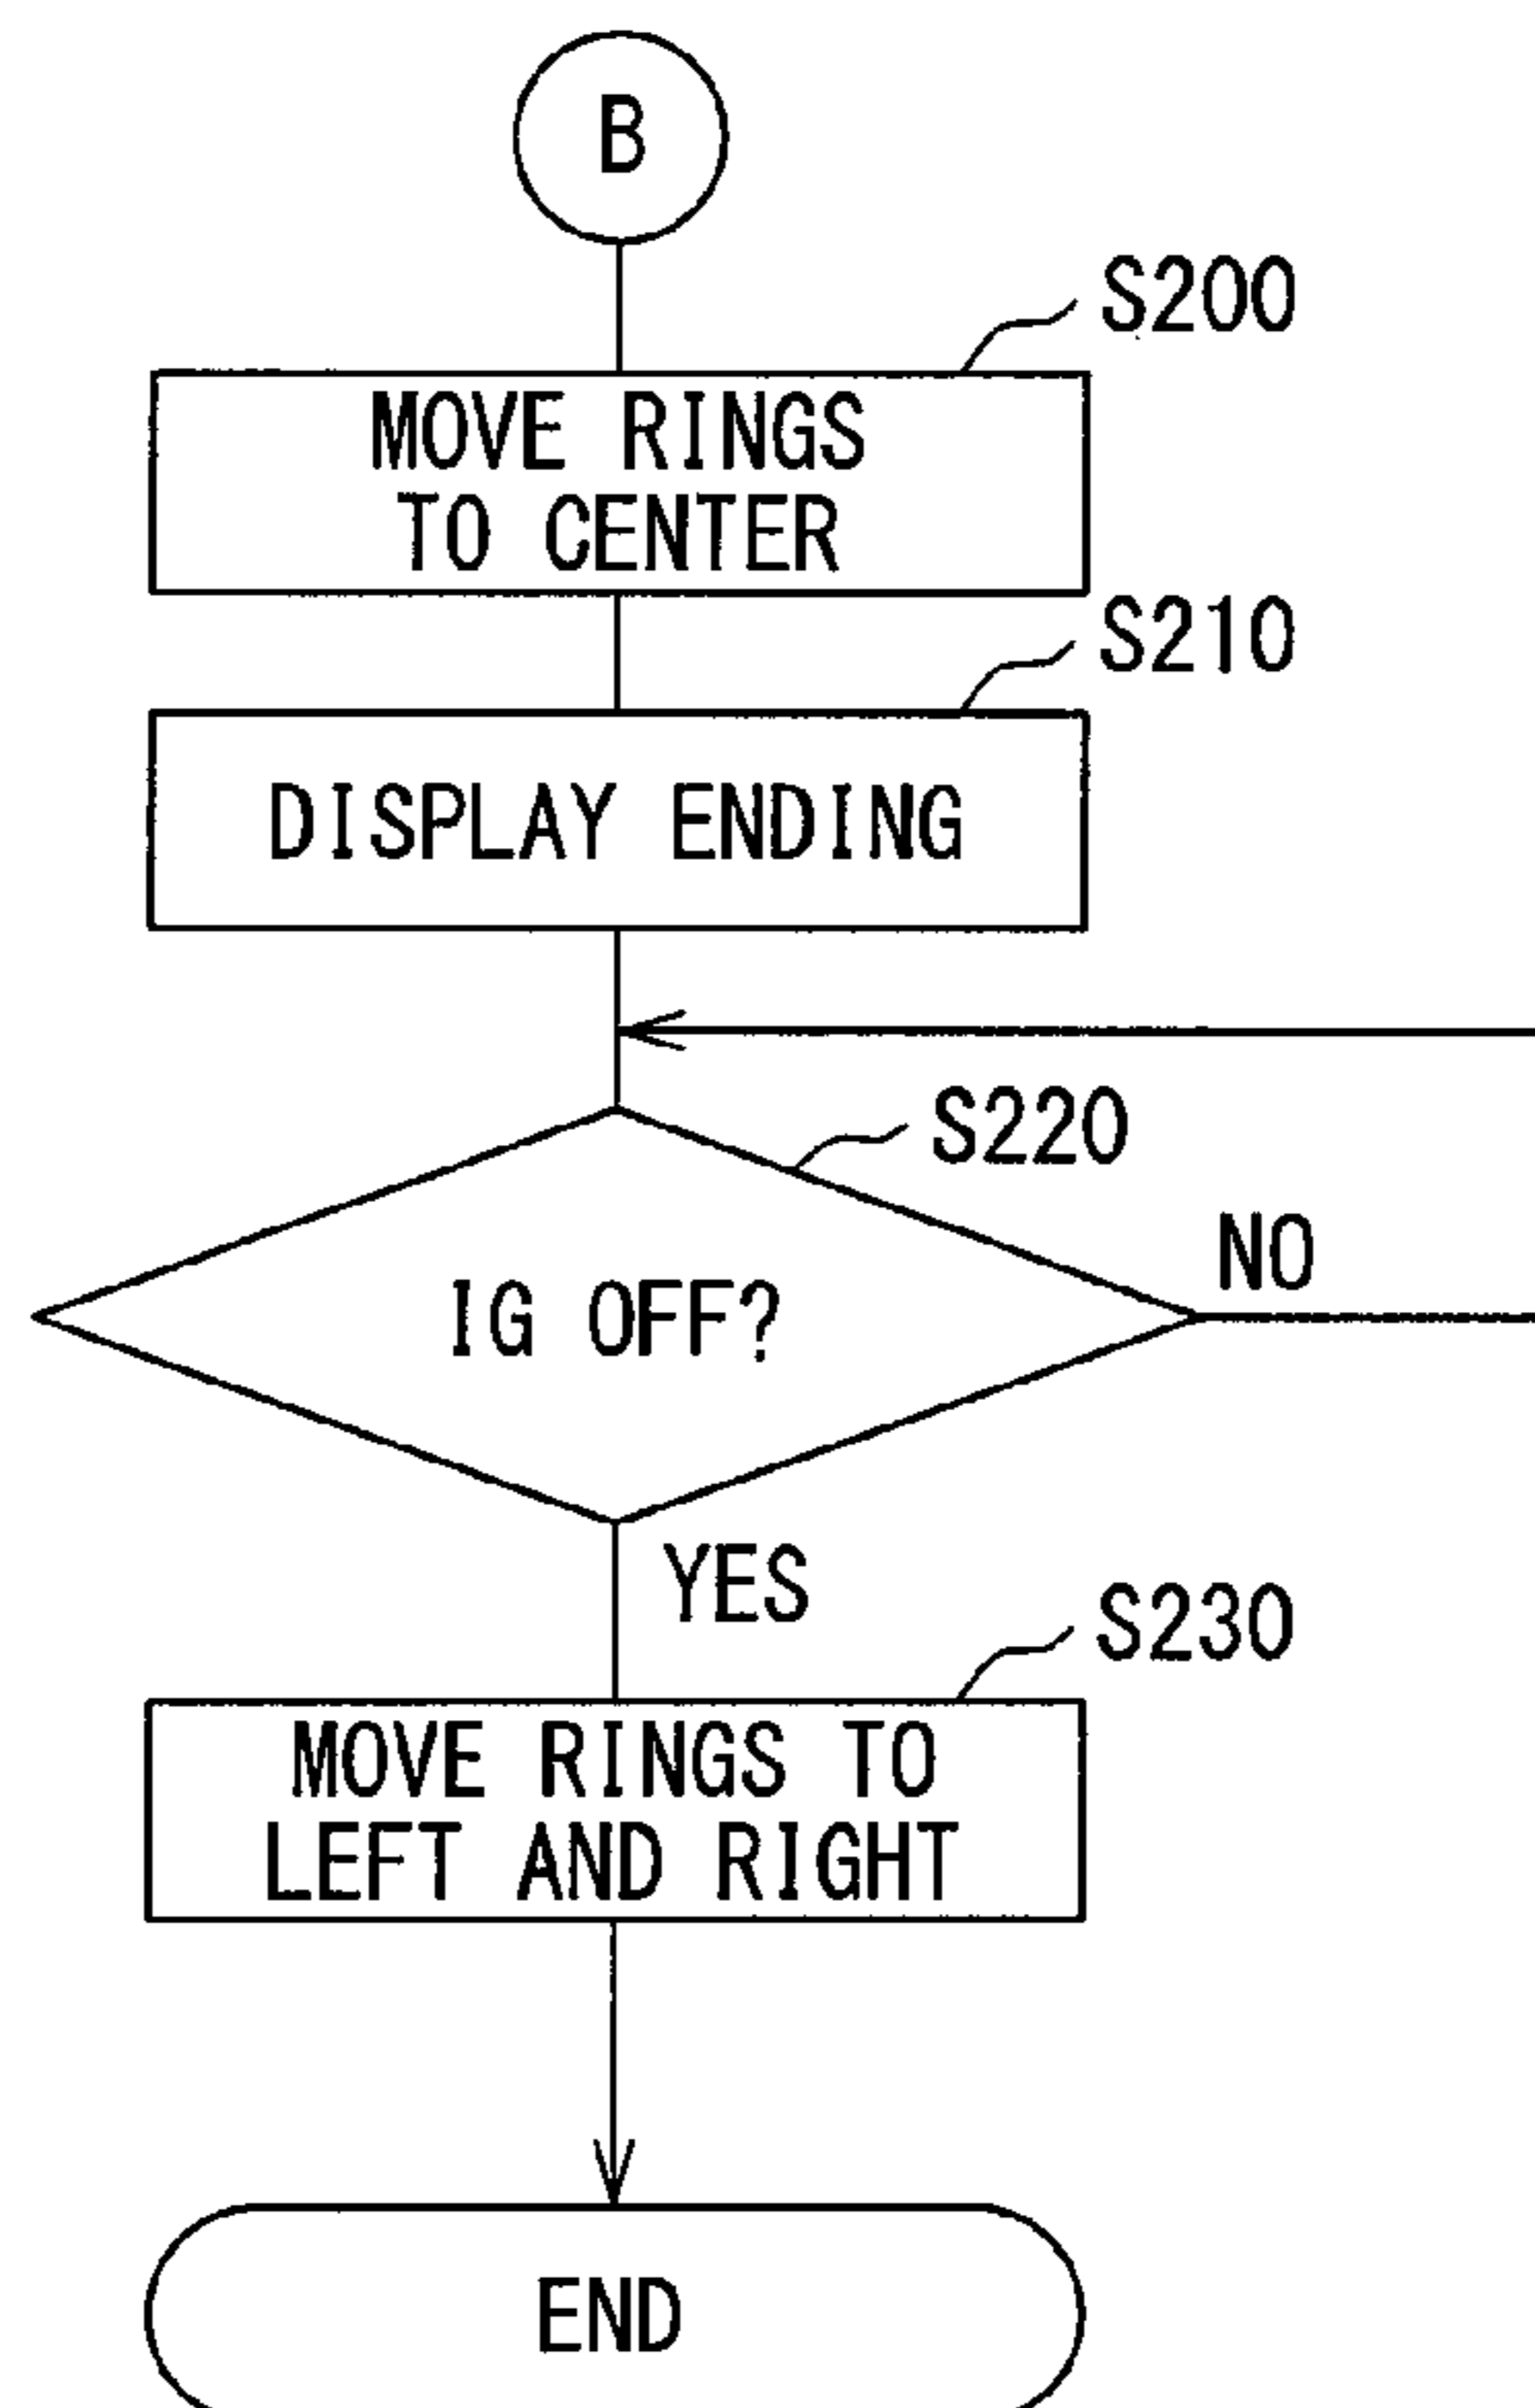 B
S200
MOVE RINGS
TO CENTER
S210
DISPLAY ENDING
S220
IG OFF?
NO
YES
S230
MOVE RINGS TO
LEFT AND RIGHT
END